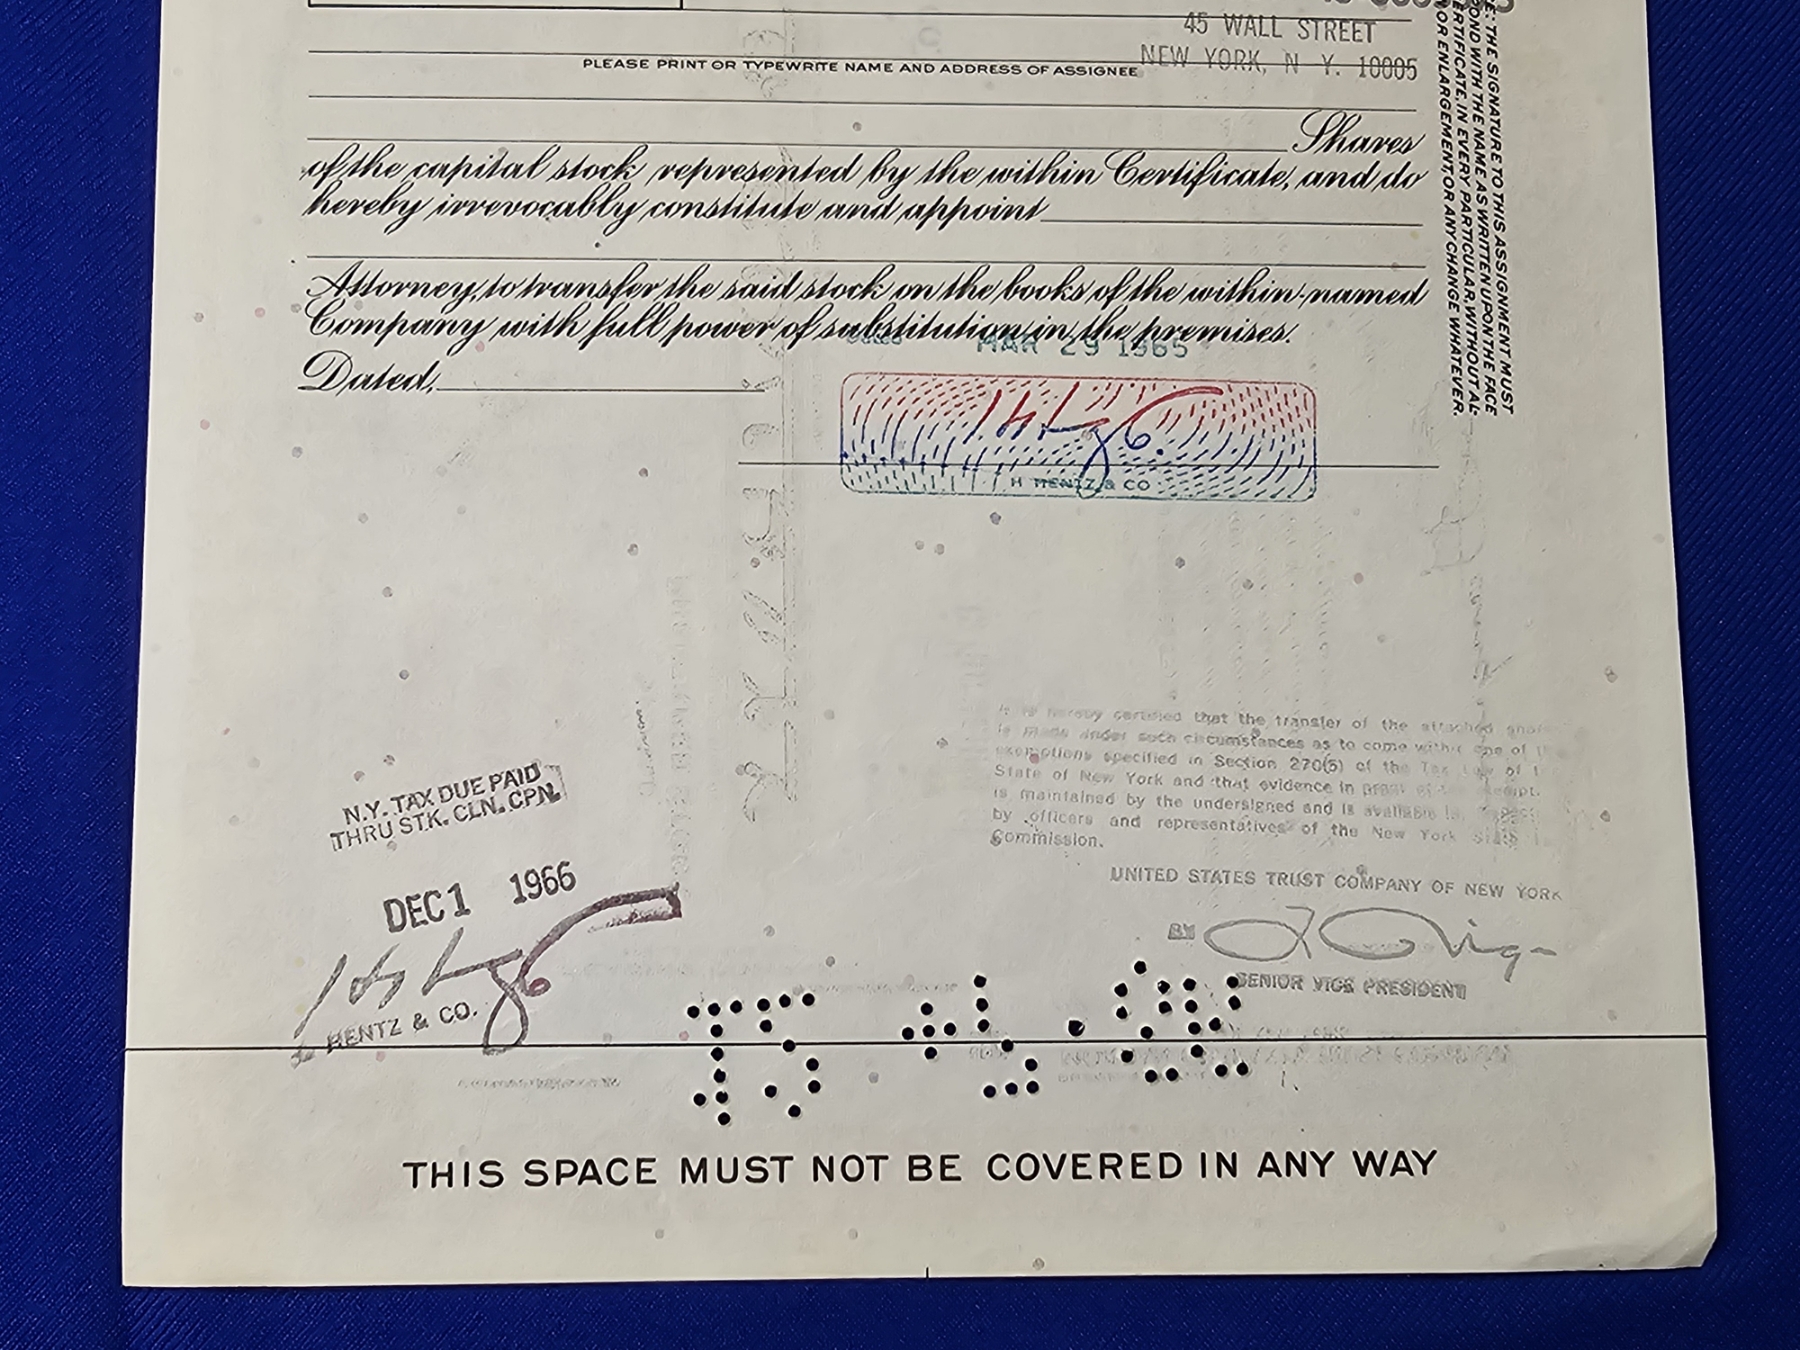 45 WALL STREET
NEW YORK, N. Y. 10005
PLEASE PRINT OR TYPEWRITE NAME AND ADDRESS OF ASSIGNEE
Shares
of the capital stock represented by the within Certificate, and do
hereby irrevocably constitute and appoint
Attorney, to transfer the said stock on the books of the within-named
Company with full power of substitution in the premises.
Dated MAR 29 1965
Dated,
H HENTZ & CO
E: THE SIGNATURE TO THIS ASSIGNMENT MUST
OND WITH THE NAME AS WRITTEN UPON THE FACE
ERTIFICATE, IN EVERY PARTICULAR, WITHOUT AL-
OR ENLARGEMENT, OR ANY CHANGE WHATEVER.
It is hereby certified that the transfer of the attached
is made under such circumstances as to come within one of
exemptions specified in Section 270(5) of the Tax Law of
State of New York and that evidence in proof of
is maintained by the undersigned and is available
by officers and representatives of the New York State
Commission.
UNITED STATES TRUST COMPANY OF NEW YORK
BY
SENIOR VICE PRESIDENT
N.Y. TAX DUE PAID
THRU STK. CLN. CPN.
DEC 1 1966
HENTZ & CO.
THIS SPACE MUST NOT BE COVERED IN ANY WAY